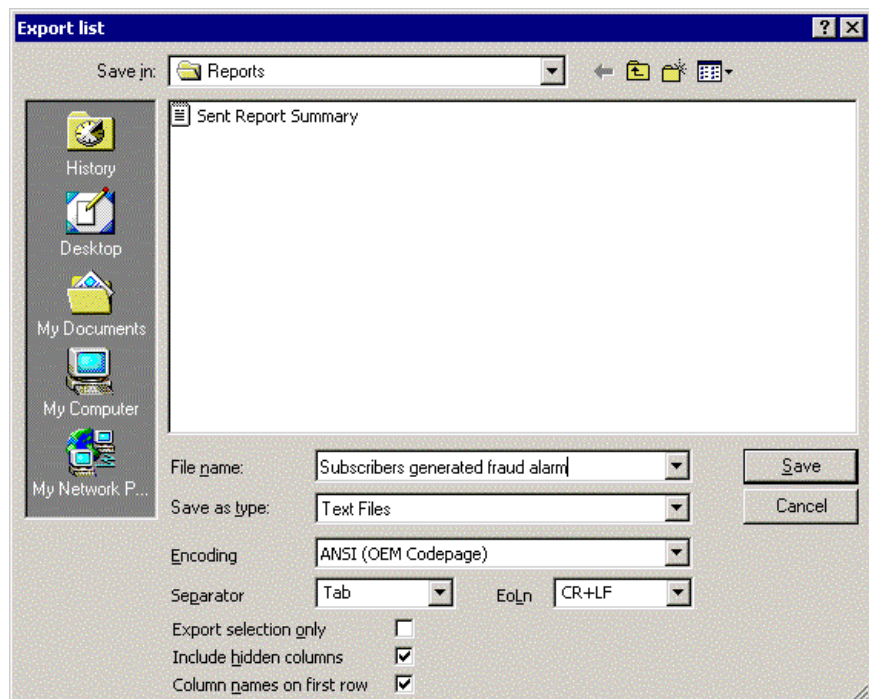 Export list
Save in: Reports
Sent Report Summary
History
Desktop
My Documents
My Computer
My Network P...
File name: Subscribers generated fraud alarm Save
Save as type: Text Files Cancel
Encoding ANSI (OEM Codepage)
Separator Tab EoLn CR+LF
Export selection only
Include hidden columns
Column names on first row